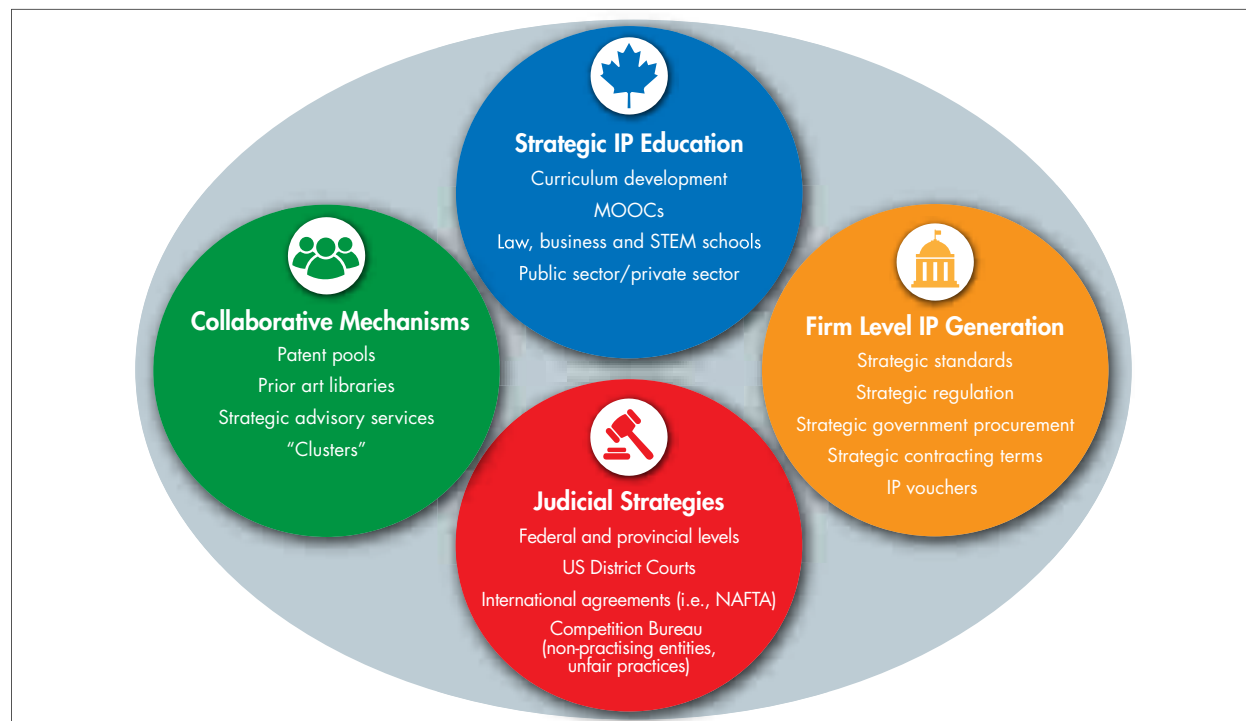 Strategic IP Education
Curriculum development
MOOCs
Law, business and STEM schools
Public sector/private sector
Collaborative Mechanisms
Patent pools
Prior art libraries
Strategic advisory services
“Clusters”
Firm Level IP Generation
Strategic standards
Strategic regulation
Strategic government procurement
Strategic contracting terms
IP vouchers
Judicial Strategies
Federal and provincial levels
US District Courts
International agreements (i.e., NAFTA)
Competition Bureau
(non-practising entities,
unfair practices)